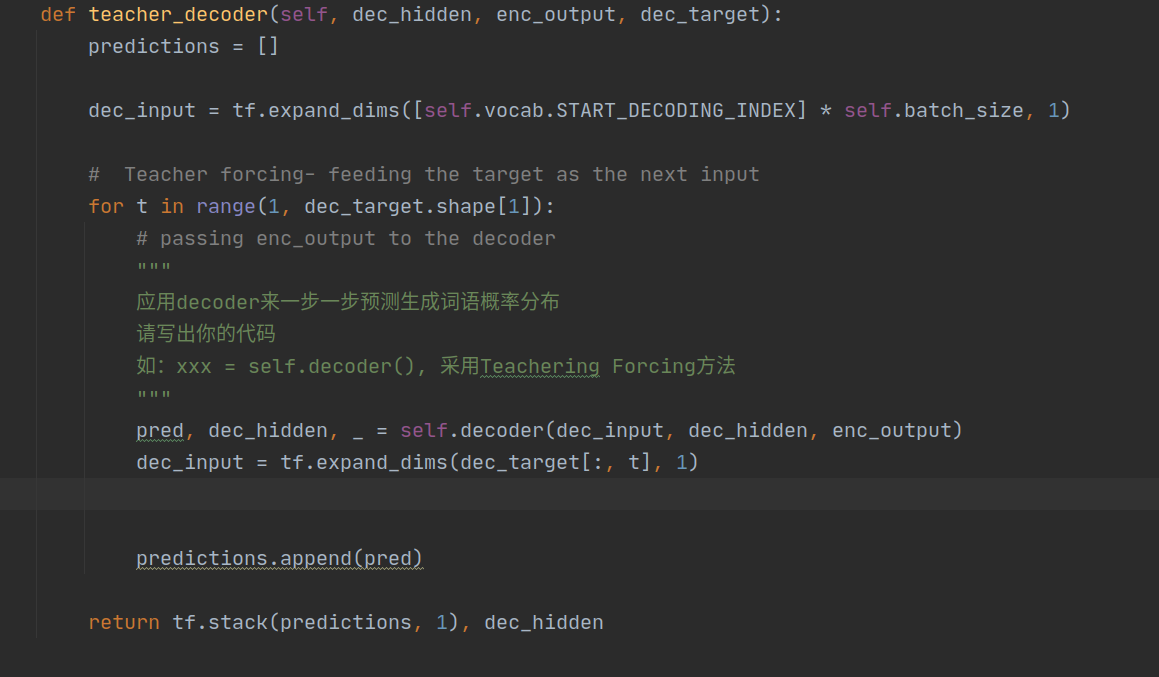 def teacher_decoder(self, dec_hidden, enc_output, dec_target):
predictions = []
dec_input = tf.expand_dims([self.vocab.START_DECODING_INDEX] * self.batch_size, 1)
#  Teacher forcing- feeding the target as the next input
for t in range(1, dec_target.shape[1]):
# passing enc_output to the decoder
"""
应用decoder来一步一步预测生成词语概率分布
请写出你的代码
如：xxx = self.decoder(), 采用Teachering Forcing方法
"""
pred, dec_hidden, _ = self.decoder(dec_input, dec_hidden, enc_output)
dec_input = tf.expand_dims(dec_target[:, t], 1)
predictions.append(pred)
return tf.stack(predictions, 1), dec_hidden